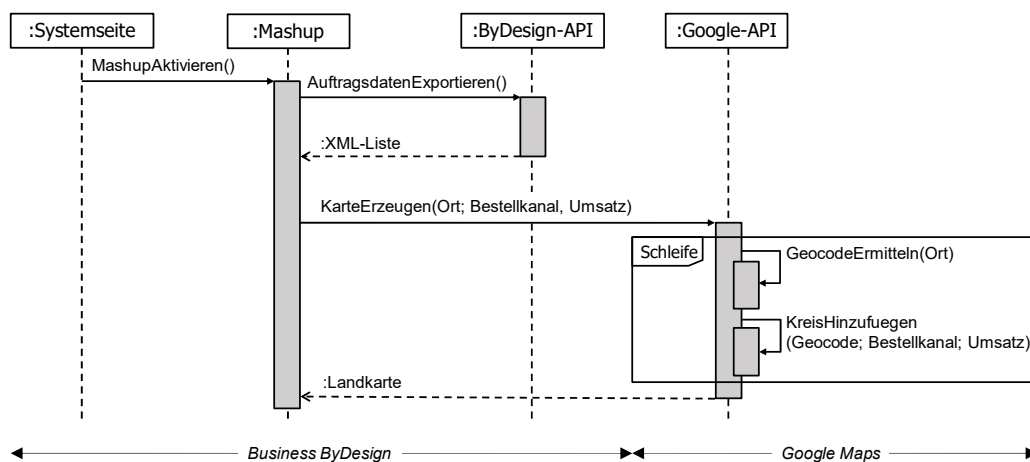 :Systemseite
:Mashup
:ByDesign-API
:Google-API
MashupAktivieren()
AuftragsdatenExportieren()
:XML-Liste
KarteErzeugen(Ort; Bestellkanal, Umsatz)
Schleife
GeocodeErmitteln(Ort)
KreisHinzufuegen
(Geocode; Bestellkanal; Umsatz)
:Landkarte
Business ByDesign
Google Maps